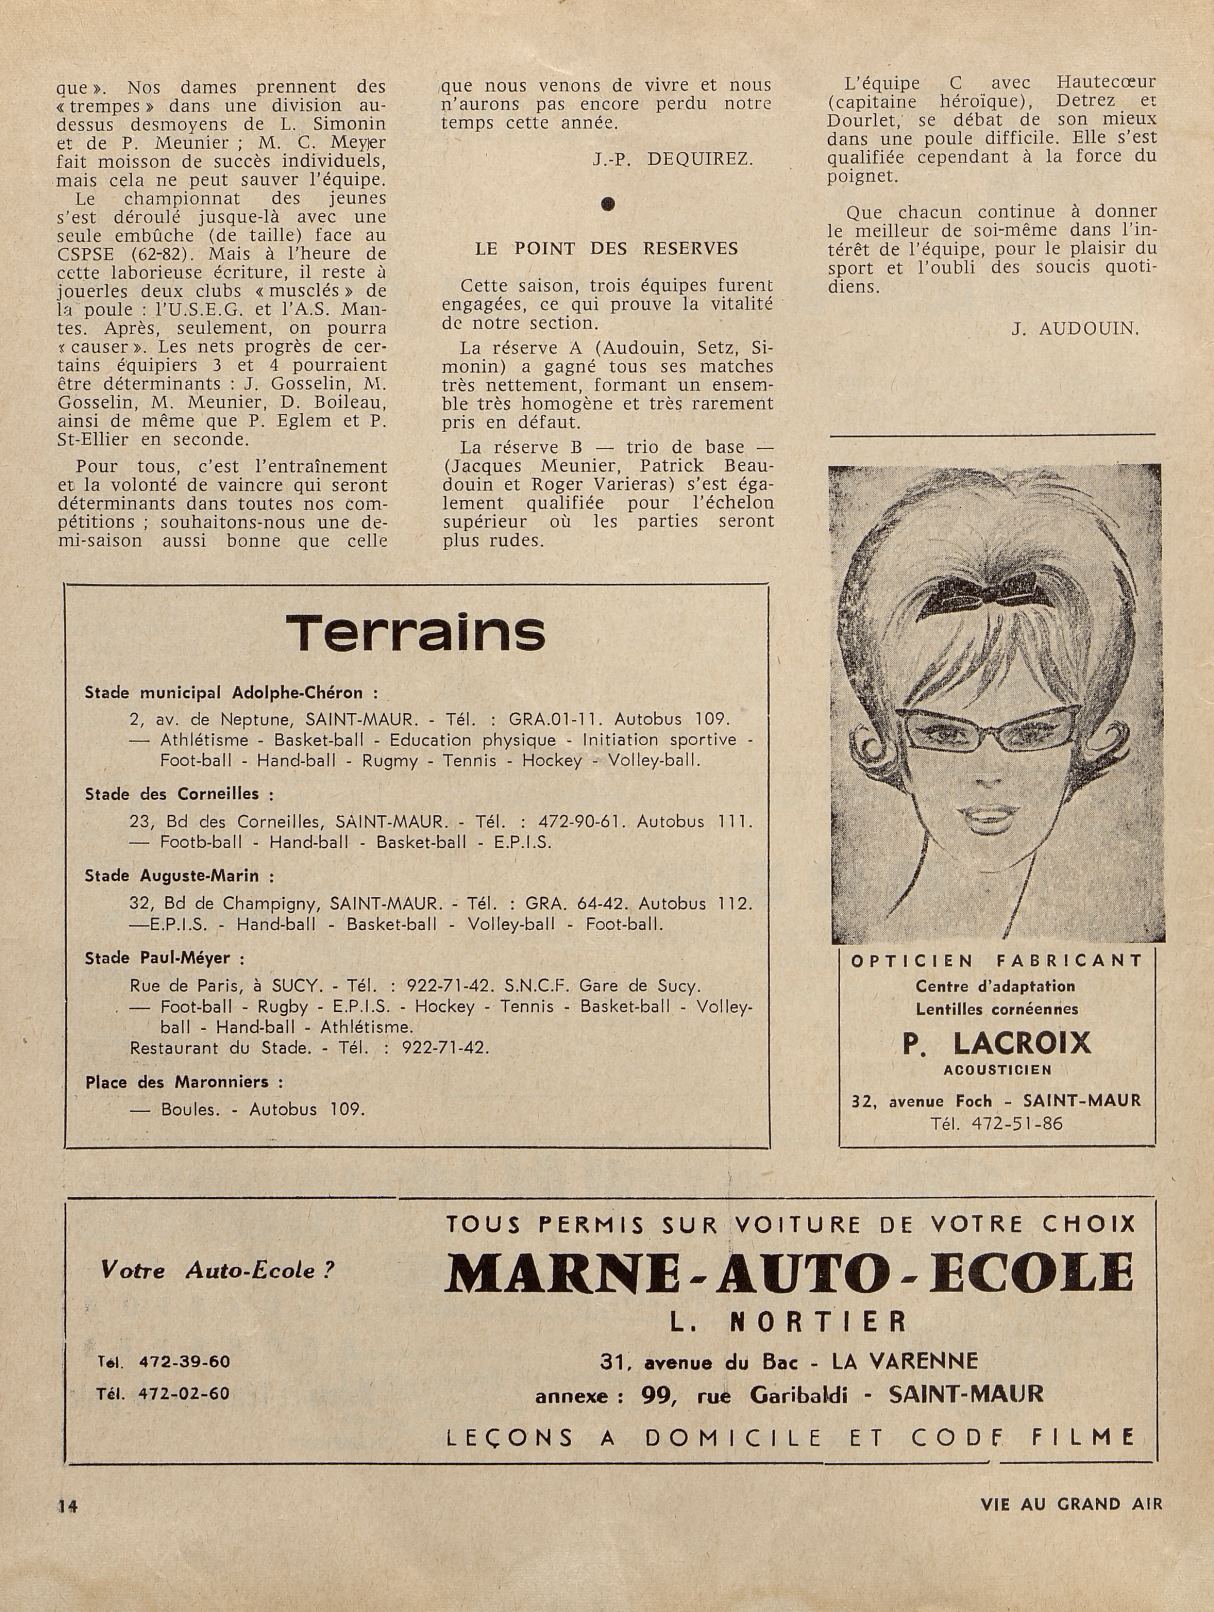 que ». Nos dames prennent des
« trempes » dans une division au-
dessus desmoyens de L. Simonin
et de P. Meunier ; M. C. Meyer
fait moisson de succès individuels,
mais cela ne peut sauver l'équipe.
Le championnat des jeunes
s'est déroulé jusque-là avec une
seule embûche (de taille) face au
CSPSE (62-82). Mais à l'heure de
cette laborieuse écriture, il reste à
jouerles deux clubs « musclés » de
la poule : l'U.S.E.G. et l'A.S. Man-
tes. Après, seulement, on pourra
« causer ». Les nets progrès de cer-
tains équipiers 3 et 4 pourraient
être déterminants : J. Gosselin, M.
Gosselin, M. Meunier, D. Boileau,
ainsi de même que P. Eglem et P.
St-Ellier en seconde.
Pour tous, c'est l'entraînement
et la volonté de vaincre qui seront
déterminants dans toutes nos com-
pétitions ; souhaitons-nous une de-
mi-saison aussi bonne que celle
que nous venons de vivre et nous
n'aurons pas encore perdu notre
temps cette année.
J.-P. DEQUIREZ.
●
LE POINT DES RESERVES
Cette saison, trois équipes furent
engagées, ce qui prouve la vitalité
de notre section.
La réserve A (Audouin, Setz, Si-
monin) a gagné tous ses matches
très nettement, formant un ensem-
ble très homogène et très rarement
pris en défaut.
La réserve B — trio de base —
(Jacques Meunier, Patrick Beau-
douin et Roger Varieras) s'est éga-
lement qualifiée pour l'échelon
supérieur où les parties seront
plus rudes.
L'équipe C avec Hautecœur
(capitaine héroïque), Detrez et
Dourlet, se débat de son mieux
dans une poule difficile. Elle s'est
qualifiée cependant à la force du
poignet.
Que chacun continue à donner
le meilleur de soi-même dans l'in-
térêt de l'équipe, pour le plaisir du
sport et l'oubli des soucis quoti-
diens.
J. AUDOUIN.
Terrains
Stade municipal Adolphe-Chéron :
2, av. de Neptune, SAINT-MAUR. - Tél. : GRA.01-11. Autobus 109.
— Athlétisme - Basket-ball - Education physique - Initiation sportive -
Foot-ball - Hand-ball - Rugmy - Tennis - Hockey - Volley-ball.
Stade des Corneilles :
23, Bd des Corneilles, SAINT-MAUR. - Tél. : 472-90-61. Autobus 111.
— Footb-ball - Hand-ball - Basket-ball - E.P.I.S.
Stade Auguste-Marin :
32, Bd de Champigny, SAINT-MAUR. - Tél. : GRA. 64-42. Autobus 112.
—E.P.I.S. - Hand-ball - Basket-ball - Volley-ball - Foot-ball.
Stade Paul-Méyer :
Rue de Paris, à SUCY. - Tél. : 922-71-42. S.N.C.F. Gare de Sucy.
— Foot-ball - Rugby - E.P.I.S. - Hockey - Tennis - Basket-ball - Volley-
ball - Hand-ball - Athlétisme.
Restaurant du Stade. - Tél. : 922-71-42.
Place des Maronniers :
— Boules. - Autobus 109.
OPTICIEN FABRICANT
Centre d'adaptation
Lentilles cornéennes
P. LACROIX
ACOUSTICIEN
32, avenue Foch - SAINT-MAUR
Tél. 472-51-86
Votre Auto-Ecole ?
Tél. 472-39-60
Tél. 472-02-60
TOUS PERMIS SUR VOITURE DE VOTRE CHOIX
MARNE-AUTO-ECOLE
L. NORTIER
31, avenue du Bac - LA VARENNE
annexe : 99, rue Garibaldi - SAINT-MAUR
LEÇONS A DOMICILE ET CODE FILME
14
VIE AU GRAND AIR